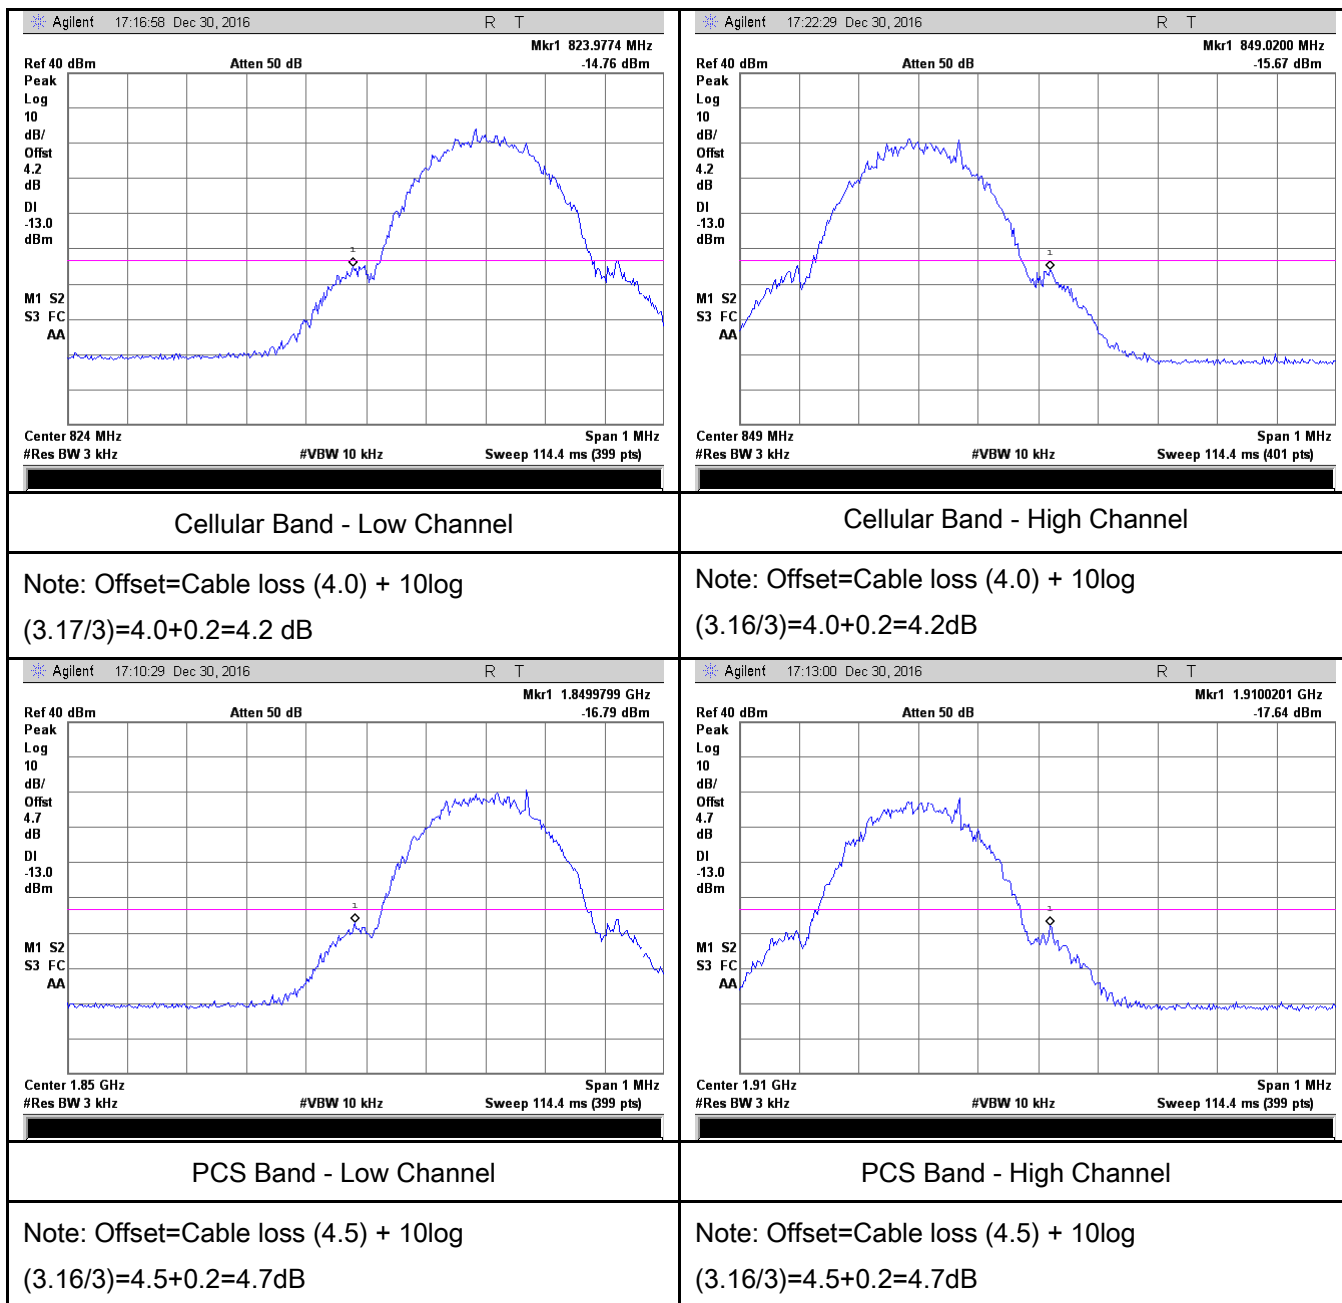 Agilent 17:16:58 Dec 30, 2016 R T
Mkr1 823.9774 MHz
Ref 40 dBm Atten 50 dB -14.76 dBm
Peak
Log
10
dB/
Offst
4.2
dB
DI
-13.0
dBm
1
M1 S2
S3 FC
AA
Center 824 MHz Span 1 MHz
#Res BW 3 kHz #VBW 10 kHz Sweep 114.4 ms (399 pts)
Agilent 17:22:29 Dec 30, 2016 R T
Mkr1 849.0200 MHz
Ref 40 dBm Atten 50 dB -15.67 dBm
Peak
Log
10
dB/
Offst
4.2
dB
DI
-13.0
dBm
1
M1 S2
S3 FC
AA
Center 849 MHz Span 1 MHz
#Res BW 3 kHz #VBW 10 kHz Sweep 114.4 ms (401 pts)
Cellular Band - Low Channel
Cellular Band - High Channel
Note: Offset=Cable loss (4.0) + 10log
(3.17/3)=4.0+0.2=4.2 dB
Note: Offset=Cable loss (4.0) + 10log
(3.16/3)=4.0+0.2=4.2dB
Agilent 17:10:29 Dec 30, 2016 R T
Mkr1 1.8499799 GHz
Ref 40 dBm Atten 50 dB -16.79 dBm
Peak
Log
10
dB/
Offst
4.7
dB
DI
-13.0
dBm
1
M1 S2
S3 FC
AA
Center 1.85 GHz Span 1 MHz
#Res BW 3 kHz #VBW 10 kHz Sweep 114.4 ms (399 pts)
Agilent 17:13:00 Dec 30, 2016 R T
Mkr1 1.9100201 GHz
Ref 40 dBm Atten 50 dB -17.64 dBm
Peak
Log
10
dB/
Offst
4.7
dB
DI
-13.0
dBm
1
M1 S2
S3 FC
AA
Center 1.91 GHz Span 1 MHz
#Res BW 3 kHz #VBW 10 kHz Sweep 114.4 ms (399 pts)
PCS Band - Low Channel
PCS Band - High Channel
Note: Offset=Cable loss (4.5) + 10log
(3.16/3)=4.5+0.2=4.7dB
Note: Offset=Cable loss (4.5) + 10log
(3.16/3)=4.5+0.2=4.7dB